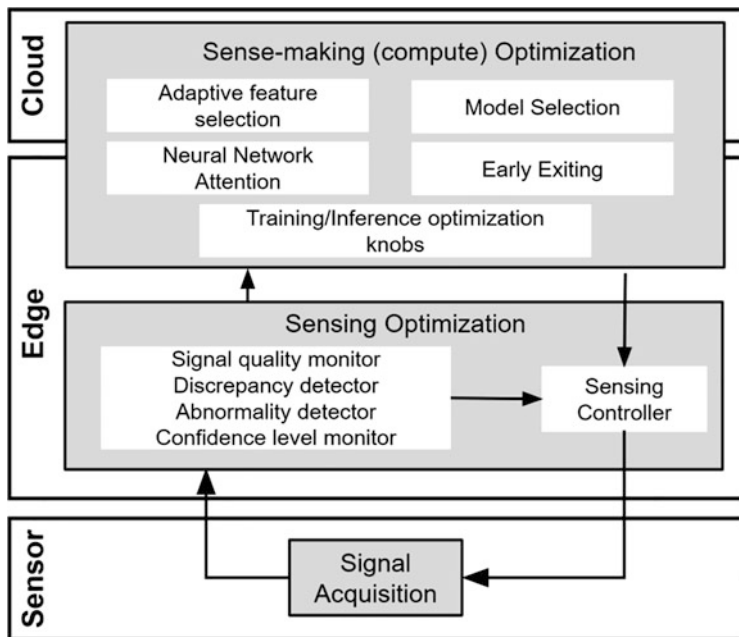 Cloud
Sense-making (compute) Optimization
Adaptive feature
selection
Model Selection
Neural Network
Attention
Early Exiting
Training/Inference optimization
knobs
Edge
Sensing Optimization
Signal quality monitor
Discrepancy detector
Abnormality detector
Confidence level monitor
Sensing
Controller
Sensor
Signal
Acquisition